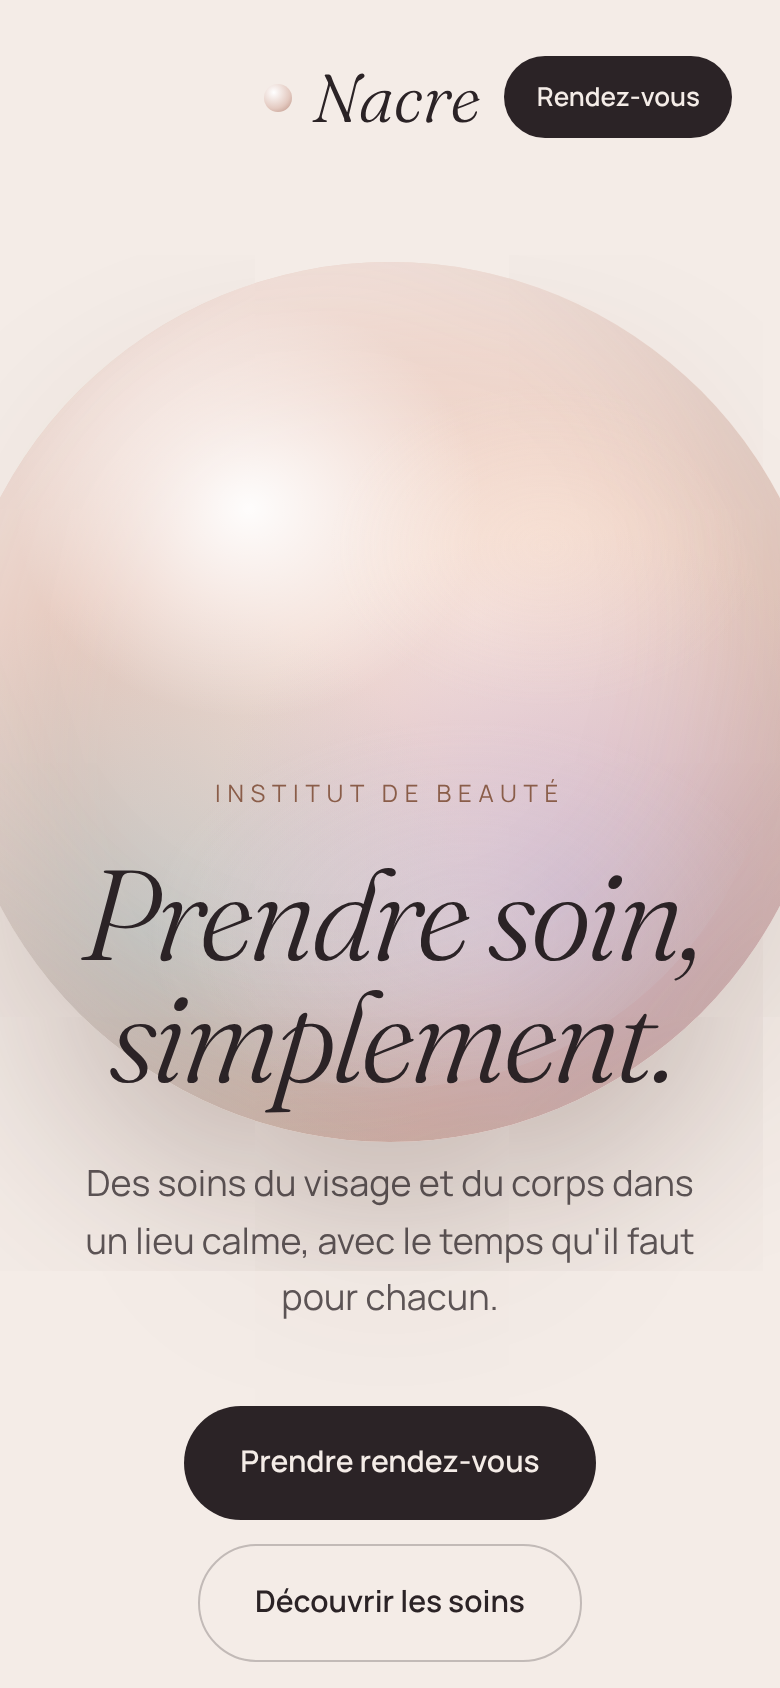 Nacre
Rendez-vous
INSTITUT DE BEAUTÉ
Prendre soin,
simplement.
Des soins du visage et du corps dans
un lieu calme, avec le temps qu'il faut
pour chacun.
Prendre rendez-vous
Découvrir les soins